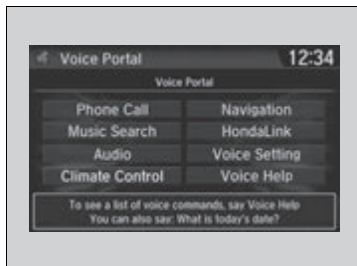 Voice Portal 12:34
Voice Portal
Phone Call Navigation
Music Search HondaLink
Audio Voice Setting
Climate Control Voice Help
To see a list of voice commands, say Voice Help
You can also say: What is today's date?